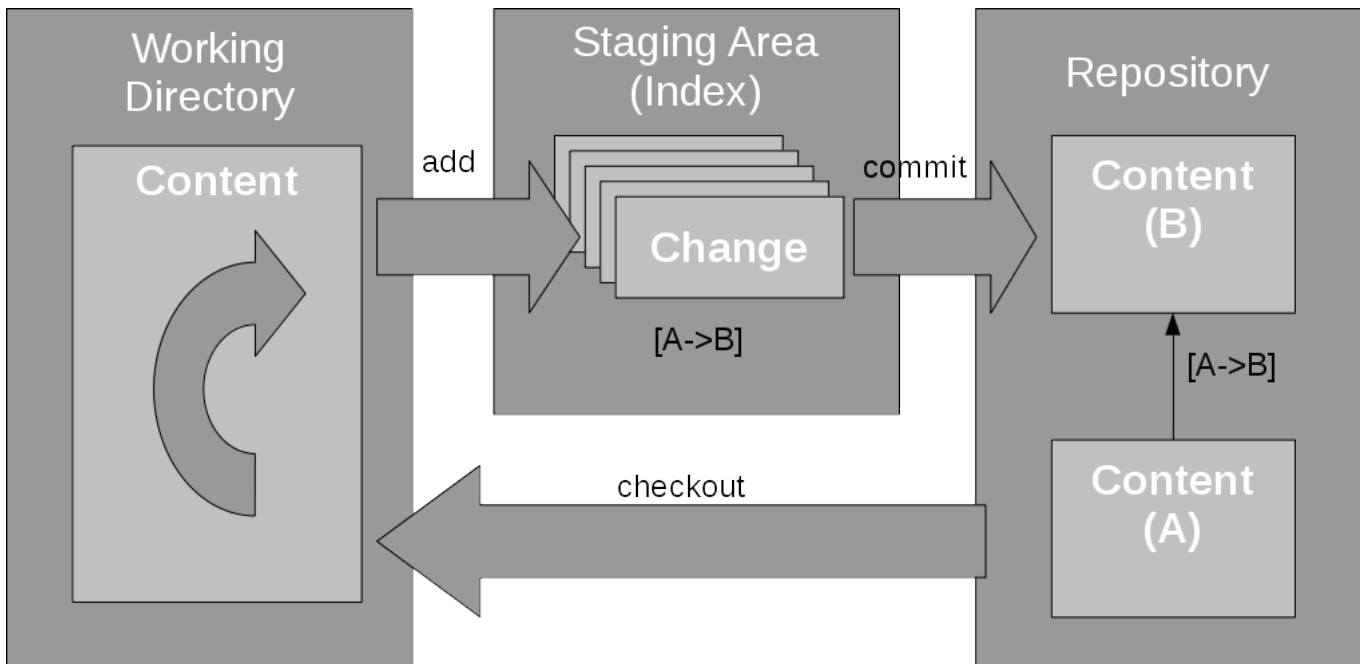 Working
Directory
Content
add
Staging Area
(Index)
Change
[A->B]
commit
Repository
Content
(B)
[A->B]
Content
(A)
checkout